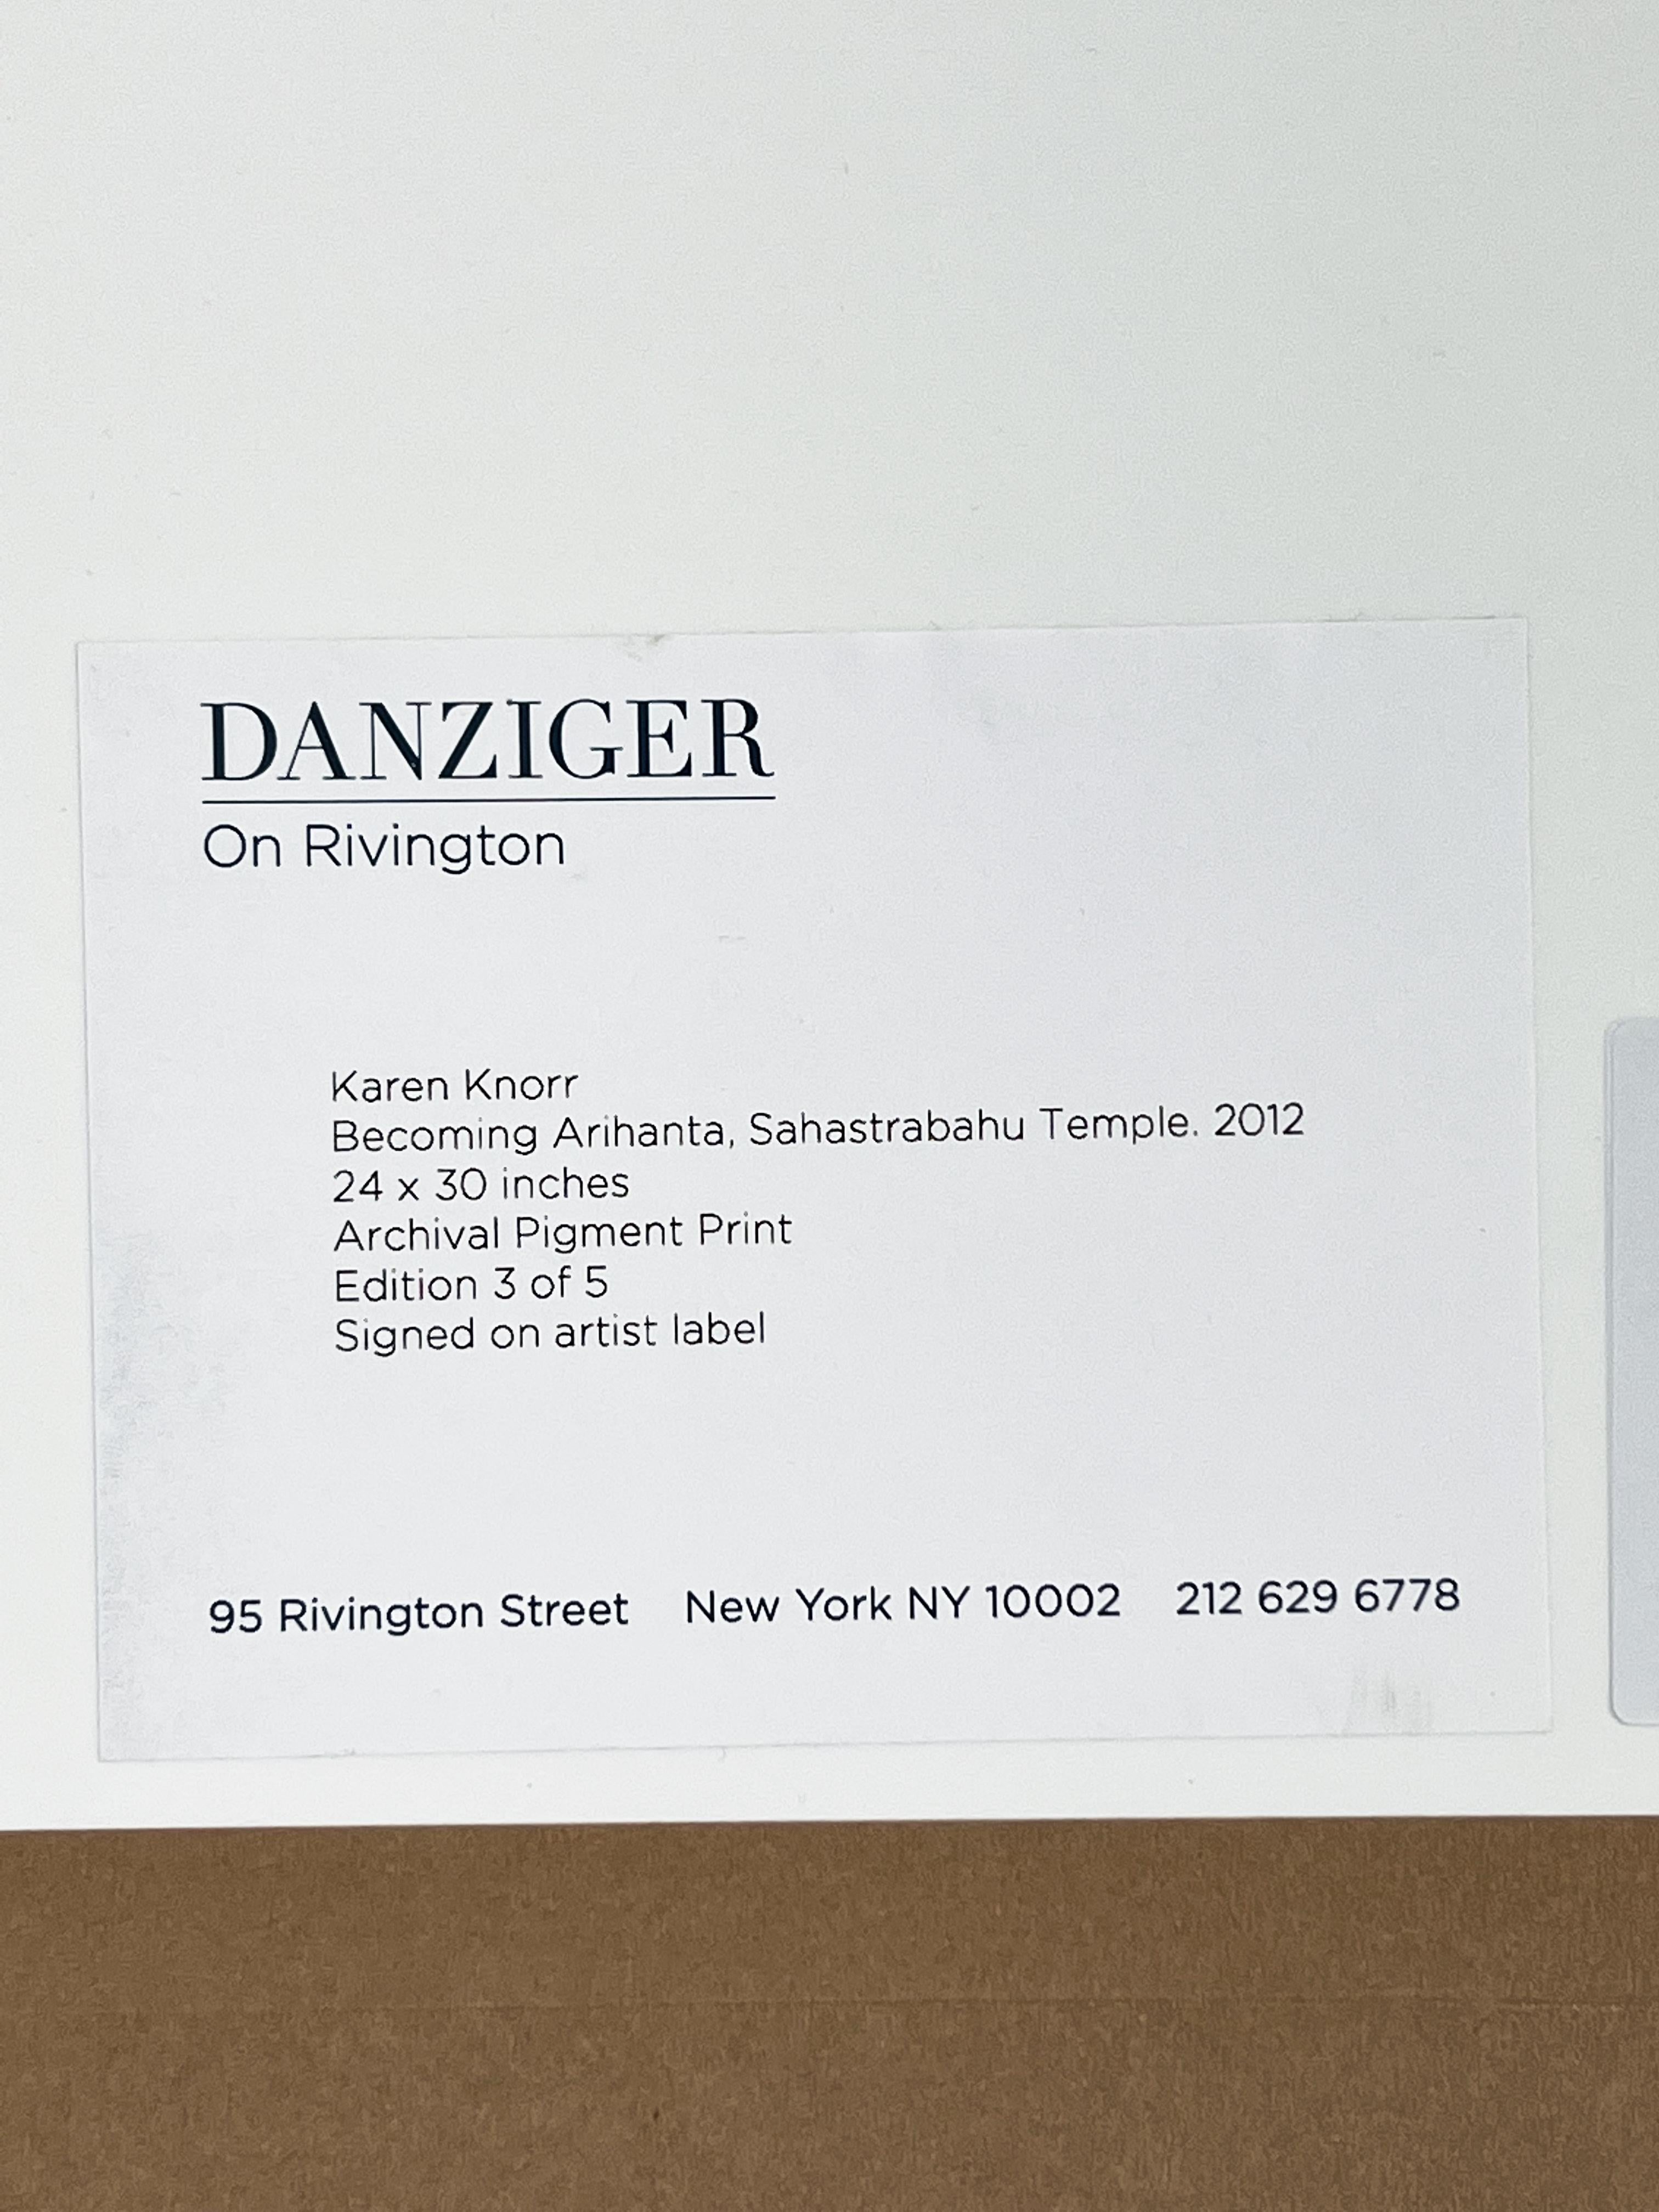 DANZIGER
On Rivington
Karen Knorr
Becoming Arihanta, Sahastrabahu Temple. 2012
24 x 30 inches
Archival Pigment Print
Edition 3 of 5
Signed on artist label
95 Rivington Street New York NY 10002 212 629 6778